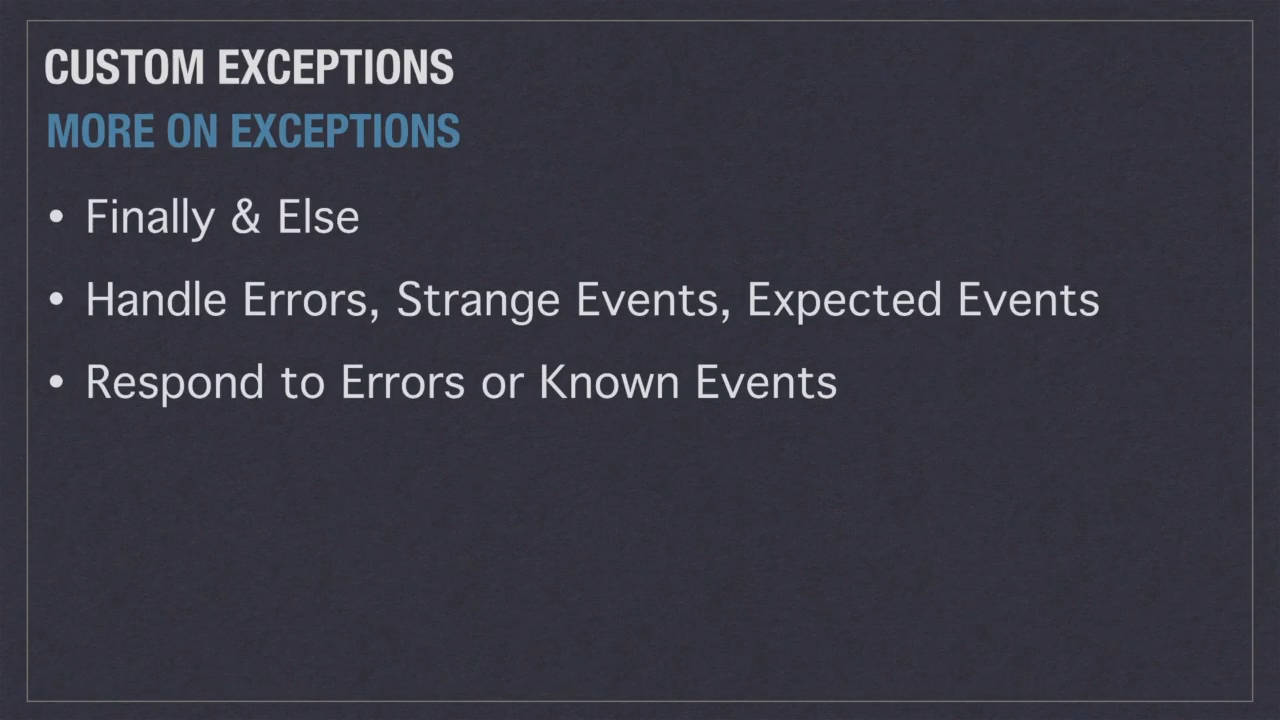 CUSTOM EXCEPTIONS
MORE ON EXCEPTIONS
• Finally & Else
• Handle Errors, Strange Events, Expected Events
• Respond to Errors or Known Events